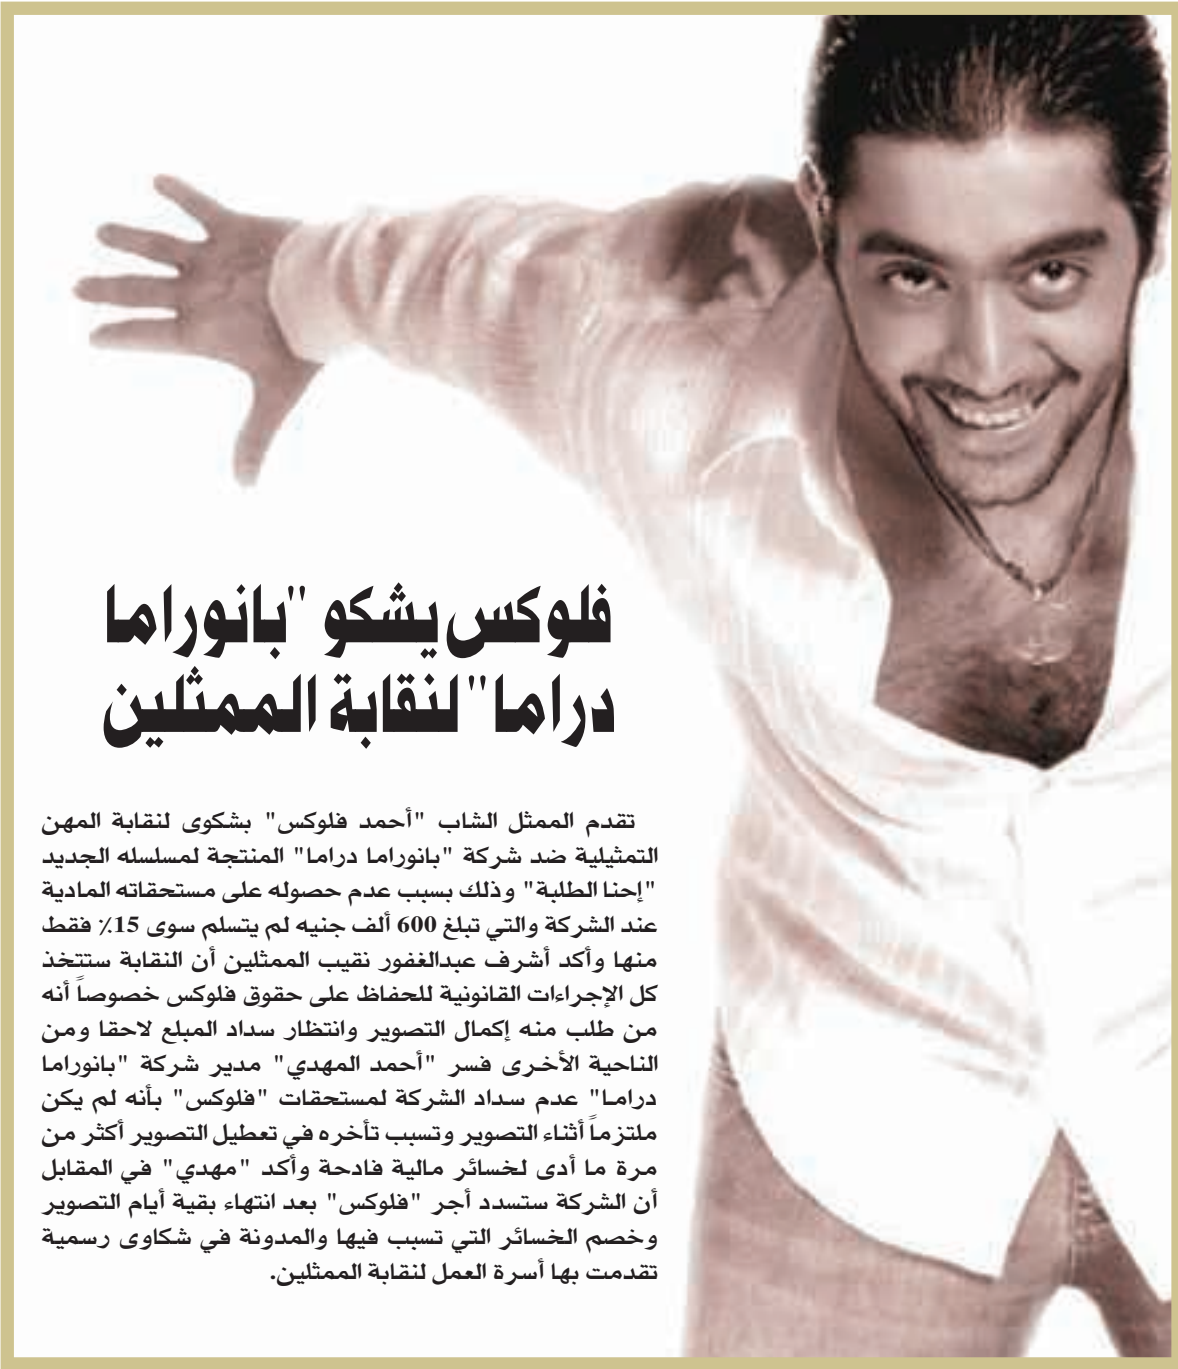 فلوكس يشكو "بانوراما
دراما" لنقابة الممثلين
تقدم الممثل الشاب "أحمد فلوكس" بشكوى لنقابة المهن
التمثيلية ضد شركة "بانوراما دراما" المنتجة لمسلسله الجديد
"إحنا الطلبة" وذلك بسبب عدم حصوله على مستحقاته المادية
عند الشركة والتي تبلغ 600 ألف جنيه لم يتسلم سوى 15٪ فقط
منها وأكد أشرف عبدالغفور نقيب الممثلين أن النقابة ستتخذ
كل الإجراءات القانونية للحفاظ على حقوق فلوكس خصوصاً أنه
من طلب منه إكمال التصوير وانتظار سداد المبلغ لاحقا ومن
الناحية الأخرى فسر "أحمد المهدي" مدير شركة "بانوراما
دراما" عدم سداد الشركة لمستحقات "فلوكس" بأنه لم يكن
ملتزماً أثناء التصوير وتسبب تأخره في تعطيل التصوير أكثر من
مرة ما أدى لخسائر مالية فادحة وأكد "مهدي" في المقابل
أن الشركة ستسدد أجر "فلوكس" بعد انتهاء بقية أيام التصوير
وخصم الخسائر التي تسبب فيها والمدونة في شكاوى رسمية
تقدمت بها أسرة العمل لنقابة الممثلين.